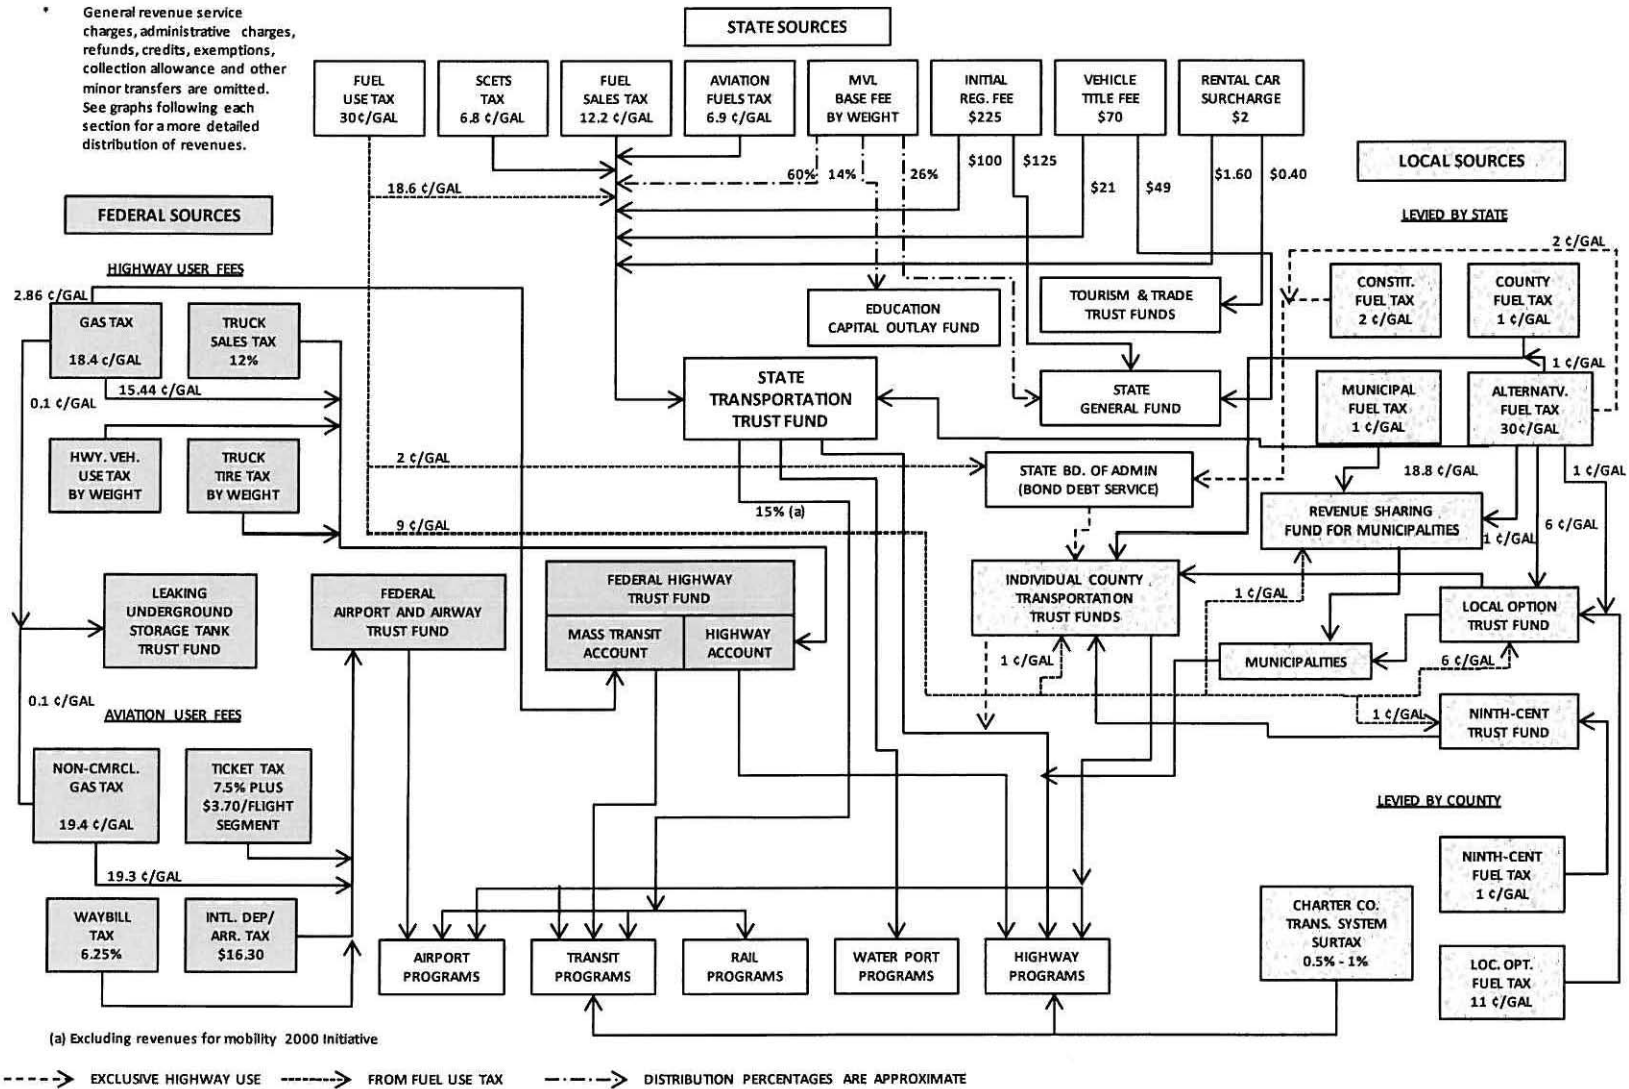 *
General revenue service
charges, administrative charges,
refunds, credits, exemptions,
collection allowance and other
minor transfers are omitted.
See graphs following each
section for a more detailed
distribution of revenues.
STATE SOURCES
FUEL
USE TAX
30¢/GAL
SCETS
TAX
6.8 ¢/GAL
FUEL
SALES TAX
12.2 ¢/GAL
AVIATION
FUELS TAX
6.9 ¢/GAL
MVL
BASE FEE
BY WEIGHT
INITIAL
REG. FEE
$225
VEHICLE
TITLE FEE
$70
RENTAL CAR
SURCHARGE
$2
18.6 ¢/GAL
60%
14%
26%
$100
$125
$21
$49
$1.60
$0.40
LOCAL SOURCES
LEVIED BY STATE
2 ¢/GAL
FEDERAL SOURCES
HIGHWAY USER FEES
2.86 ¢/GAL
GAS TAX
18.4 ¢/GAL
TRUCK
SALES TAX
12%
15.44 ¢/GAL
0.1 ¢/GAL
HWY. VEH.
USE TAX
BY WEIGHT
TRUCK
TIRE TAX
BY WEIGHT
EDUCATION
CAPITAL OUTLAY FUND
TOURISM & TRADE
TRUST FUNDS
CONSTIT.
FUEL TAX
2 ¢/GAL
COUNTY
FUEL TAX
1 ¢/GAL
1 ¢/GAL
STATE
TRANSPORTATION
TRUST FUND
STATE
GENERAL FUND
MUNICIPAL
FUEL TAX
1 ¢/GAL
ALTERNATV.
FUEL TAX
30¢/GAL
2 ¢/GAL
STATE BD. OF ADMIN
(BOND DEBT SERVICE)
18.8 ¢/GAL
1 ¢/GAL
15% (a)
9 ¢/GAL
REVENUE SHARING
FUND FOR MUNICIPALITIES
6 ¢/GAL
1 ¢/GAL
LEAKING
UNDERGROUND
STORAGE TANK
TRUST FUND
FEDERAL
AIRPORT AND AIRWAY
TRUST FUND
FEDERAL HIGHWAY
TRUST FUND
MASS TRANSIT
ACCOUNT
HIGHWAY
ACCOUNT
INDIVIDUAL COUNTY
TRANSPORTATION
TRUST FUNDS
1 ¢/GAL
LOCAL OPTION
TRUST FUND
1 ¢/GAL
MUNICIPALITIES
6 ¢/GAL
0.1 ¢/GAL
AVIATION USER FEES
1 ¢/GAL
NINTH-CENT
TRUST FUND
NON-CMRCL.
GAS TAX
19.4 ¢/GAL
TICKET TAX
7.5% PLUS
$3.70/FLIGHT
SEGMENT
19.3 ¢/GAL
LEVIED BY COUNTY
NINTH-CENT
FUEL TAX
1 ¢/GAL
WAYBILL
TAX
6.25%
INTL. DEP/
ARR. TAX
$16.30
AIRPORT
PROGRAMS
TRANSIT
PROGRAMS
RAIL
PROGRAMS
WATER PORT
PROGRAMS
HIGHWAY
PROGRAMS
CHARTER CO.
TRANS. SYSTEM
SURTAX
0.5% - 1%
LOC. OPT.
FUEL TAX
11 ¢/GAL
(a) Excluding revenues for mobility 2000 Initiative
EXCLUSIVE HIGHWAY USE
FROM FUEL USE TAX
DISTRIBUTION PERCENTAGES ARE APPROXIMATE